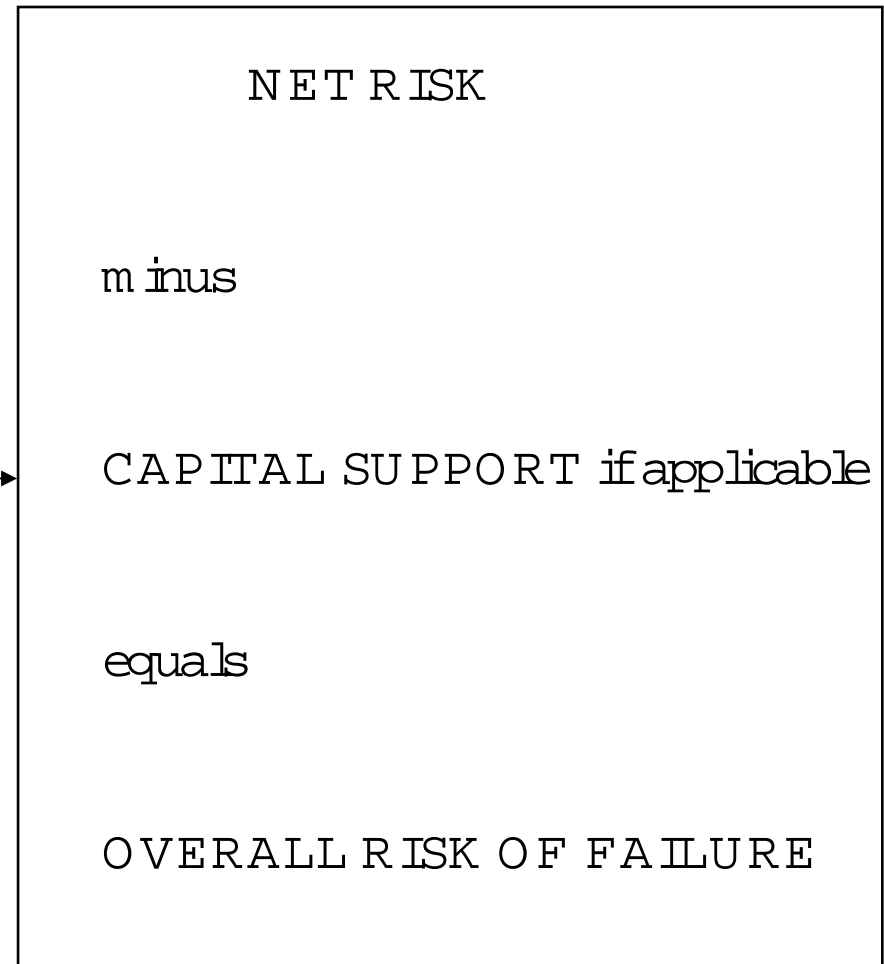 NET RISK
minus
CAPITAL SUPPORT if applicable
equals
OVERALL RISK OF FAILURE